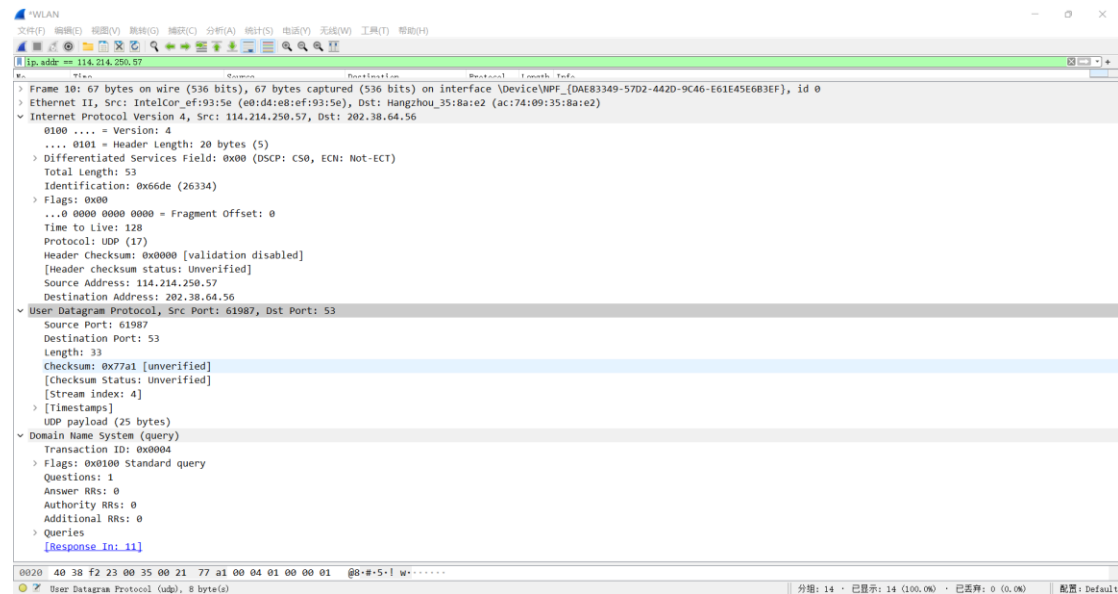 *WLAN
文件(F) 编辑(E) 视图(V) 跳转(G) 捕获(C) 分析(A) 统计(S) 电话(Y) 无线(W) 工具(T) 帮助(H)
ip.addr == 114.214.250.57
No. Time Source Destination Protocol Length Info
> Frame 10: 67 bytes on wire (536 bits), 67 bytes captured (536 bits) on interface \Device\NPF_{DAE83349-57D2-442D-9C46-E61E45E6B3EF}, id 0
> Ethernet II, Src: IntelCor_ef:93:5e (e0:d4:e8:ef:93:5e), Dst: Hangzhou_35:8a:e2 (ac:74:09:35:8a:e2)
Internet Protocol Version 4, Src: 114.214.250.57, Dst: 202.38.64.56
0100 .... = Version: 4
.... 0101 = Header Length: 20 bytes (5)
> Differentiated Services Field: 0x00 (DSCP: CS0, ECN: Not-ECT)
Total Length: 53
Identification: 0x66de (26334)
> Flags: 0x00
...0 0000 0000 0000 = Fragment Offset: 0
Time to Live: 128
Protocol: UDP (17)
Header Checksum: 0x0000 [validation disabled]
[Header checksum status: Unverified]
Source Address: 114.214.250.57
Destination Address: 202.38.64.56
User Datagram Protocol, Src Port: 61987, Dst Port: 53
Source Port: 61987
Destination Port: 53
Length: 33
Checksum: 0x77a1 [unverified]
[Checksum Status: Unverified]
[Stream index: 4]
> [Timestamps]
UDP payload (25 bytes)
Domain Name System (query)
Transaction ID: 0x0004
> Flags: 0x0100 Standard query
Questions: 1
Answer RRs: 0
Authority RRs: 0
Additional RRs: 0
> Queries
[Response In: 11]
0020 40 38 f2 23 00 35 00 21 77 a1 00 04 01 00 00 01 @8·#·5·! w·······
User Datagram Protocol (udp), 8 byte(s) 分组: 14 · 已显示: 14 (100.0%) · 已丢弃: 0 (0.0%) 配置: Default